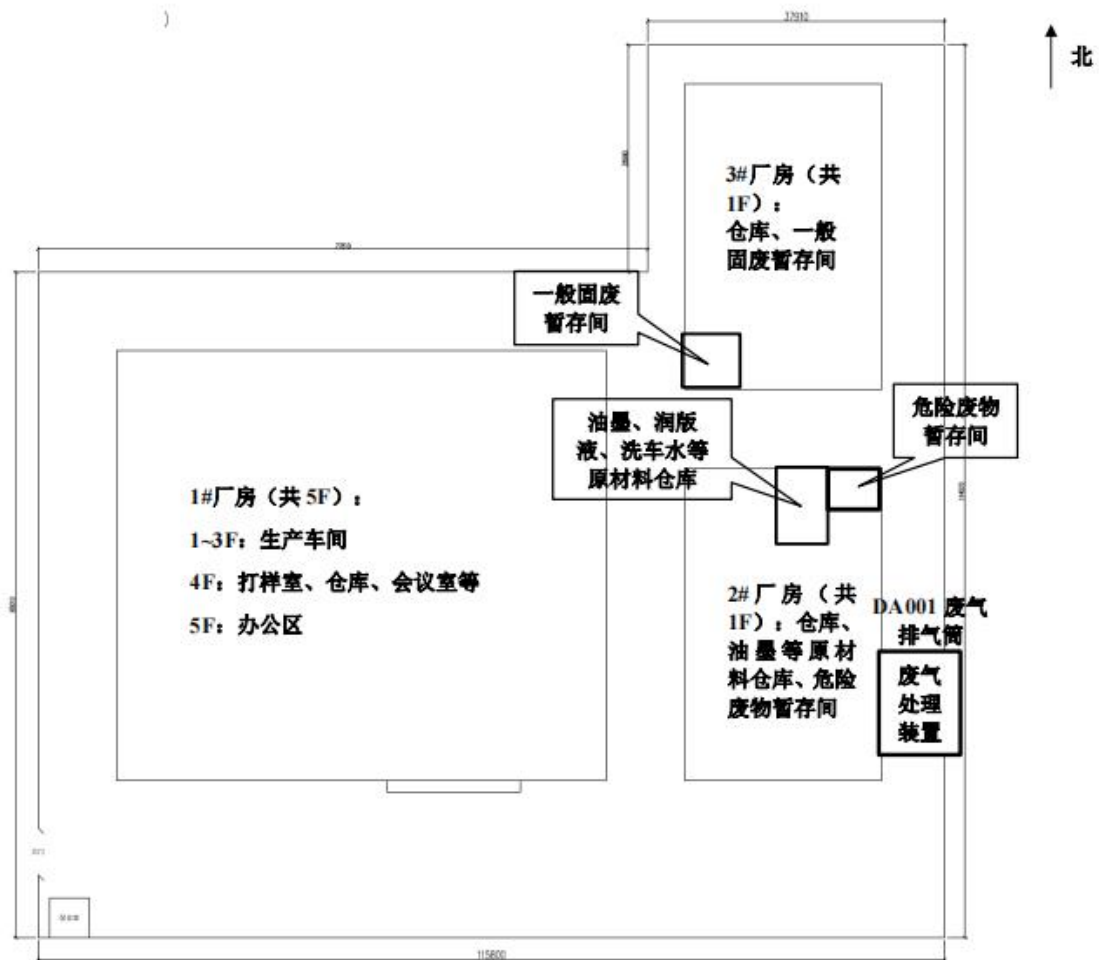 )
37910
北
3#厂房（共
1F）：
仓库、一般
固废暂存间
一般固废
暂存间
油墨、润版
液、洗车水等
原材料仓库
危险废物
暂存间
1#厂房（共 5F）：
1~3F：生产车间
4F：打样室、仓库、会议室等
5F：办公区
2#厂房（共
1F）：仓库、
油墨等原材
料仓库、危险
废物暂存间
DA001 废气
排气筒
废气
处理
装置
115600